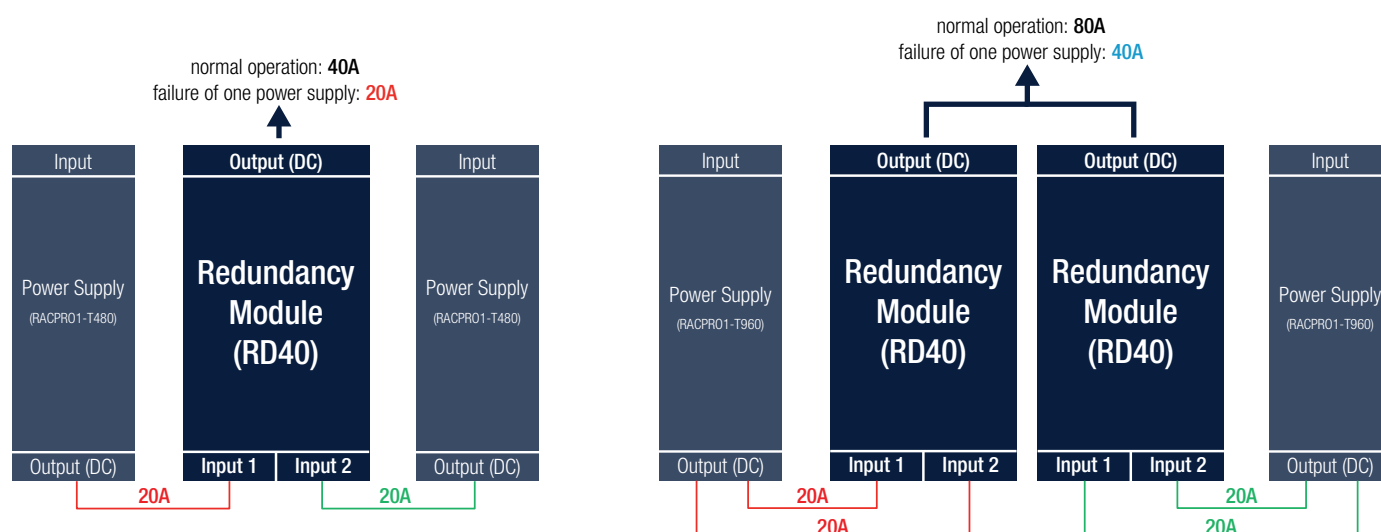 normal operation: 40A
failure of one power supply: 20A
Input
Output (DC)
Input
Power Supply
(RACPRO1-T480)
Redundancy
Module
(RD40)
Power Supply
(RACPRO1-T480)
Output (DC)
Input 1
Input 2
Output (DC)
20A
20A
normal operation: 80A
failure of one power supply: 40A
Input
Output (DC)
Output (DC)
Input
Power Supply
(RACPRO1-T960)
Redundancy
Module
(RD40)
Redundancy
Module
(RD40)
Power Supply
(RACPRO1-T960)
Output (DC)
Input 1
Input 2
Input 1
Input 2
Output (DC)
20A
20A
20A
20A